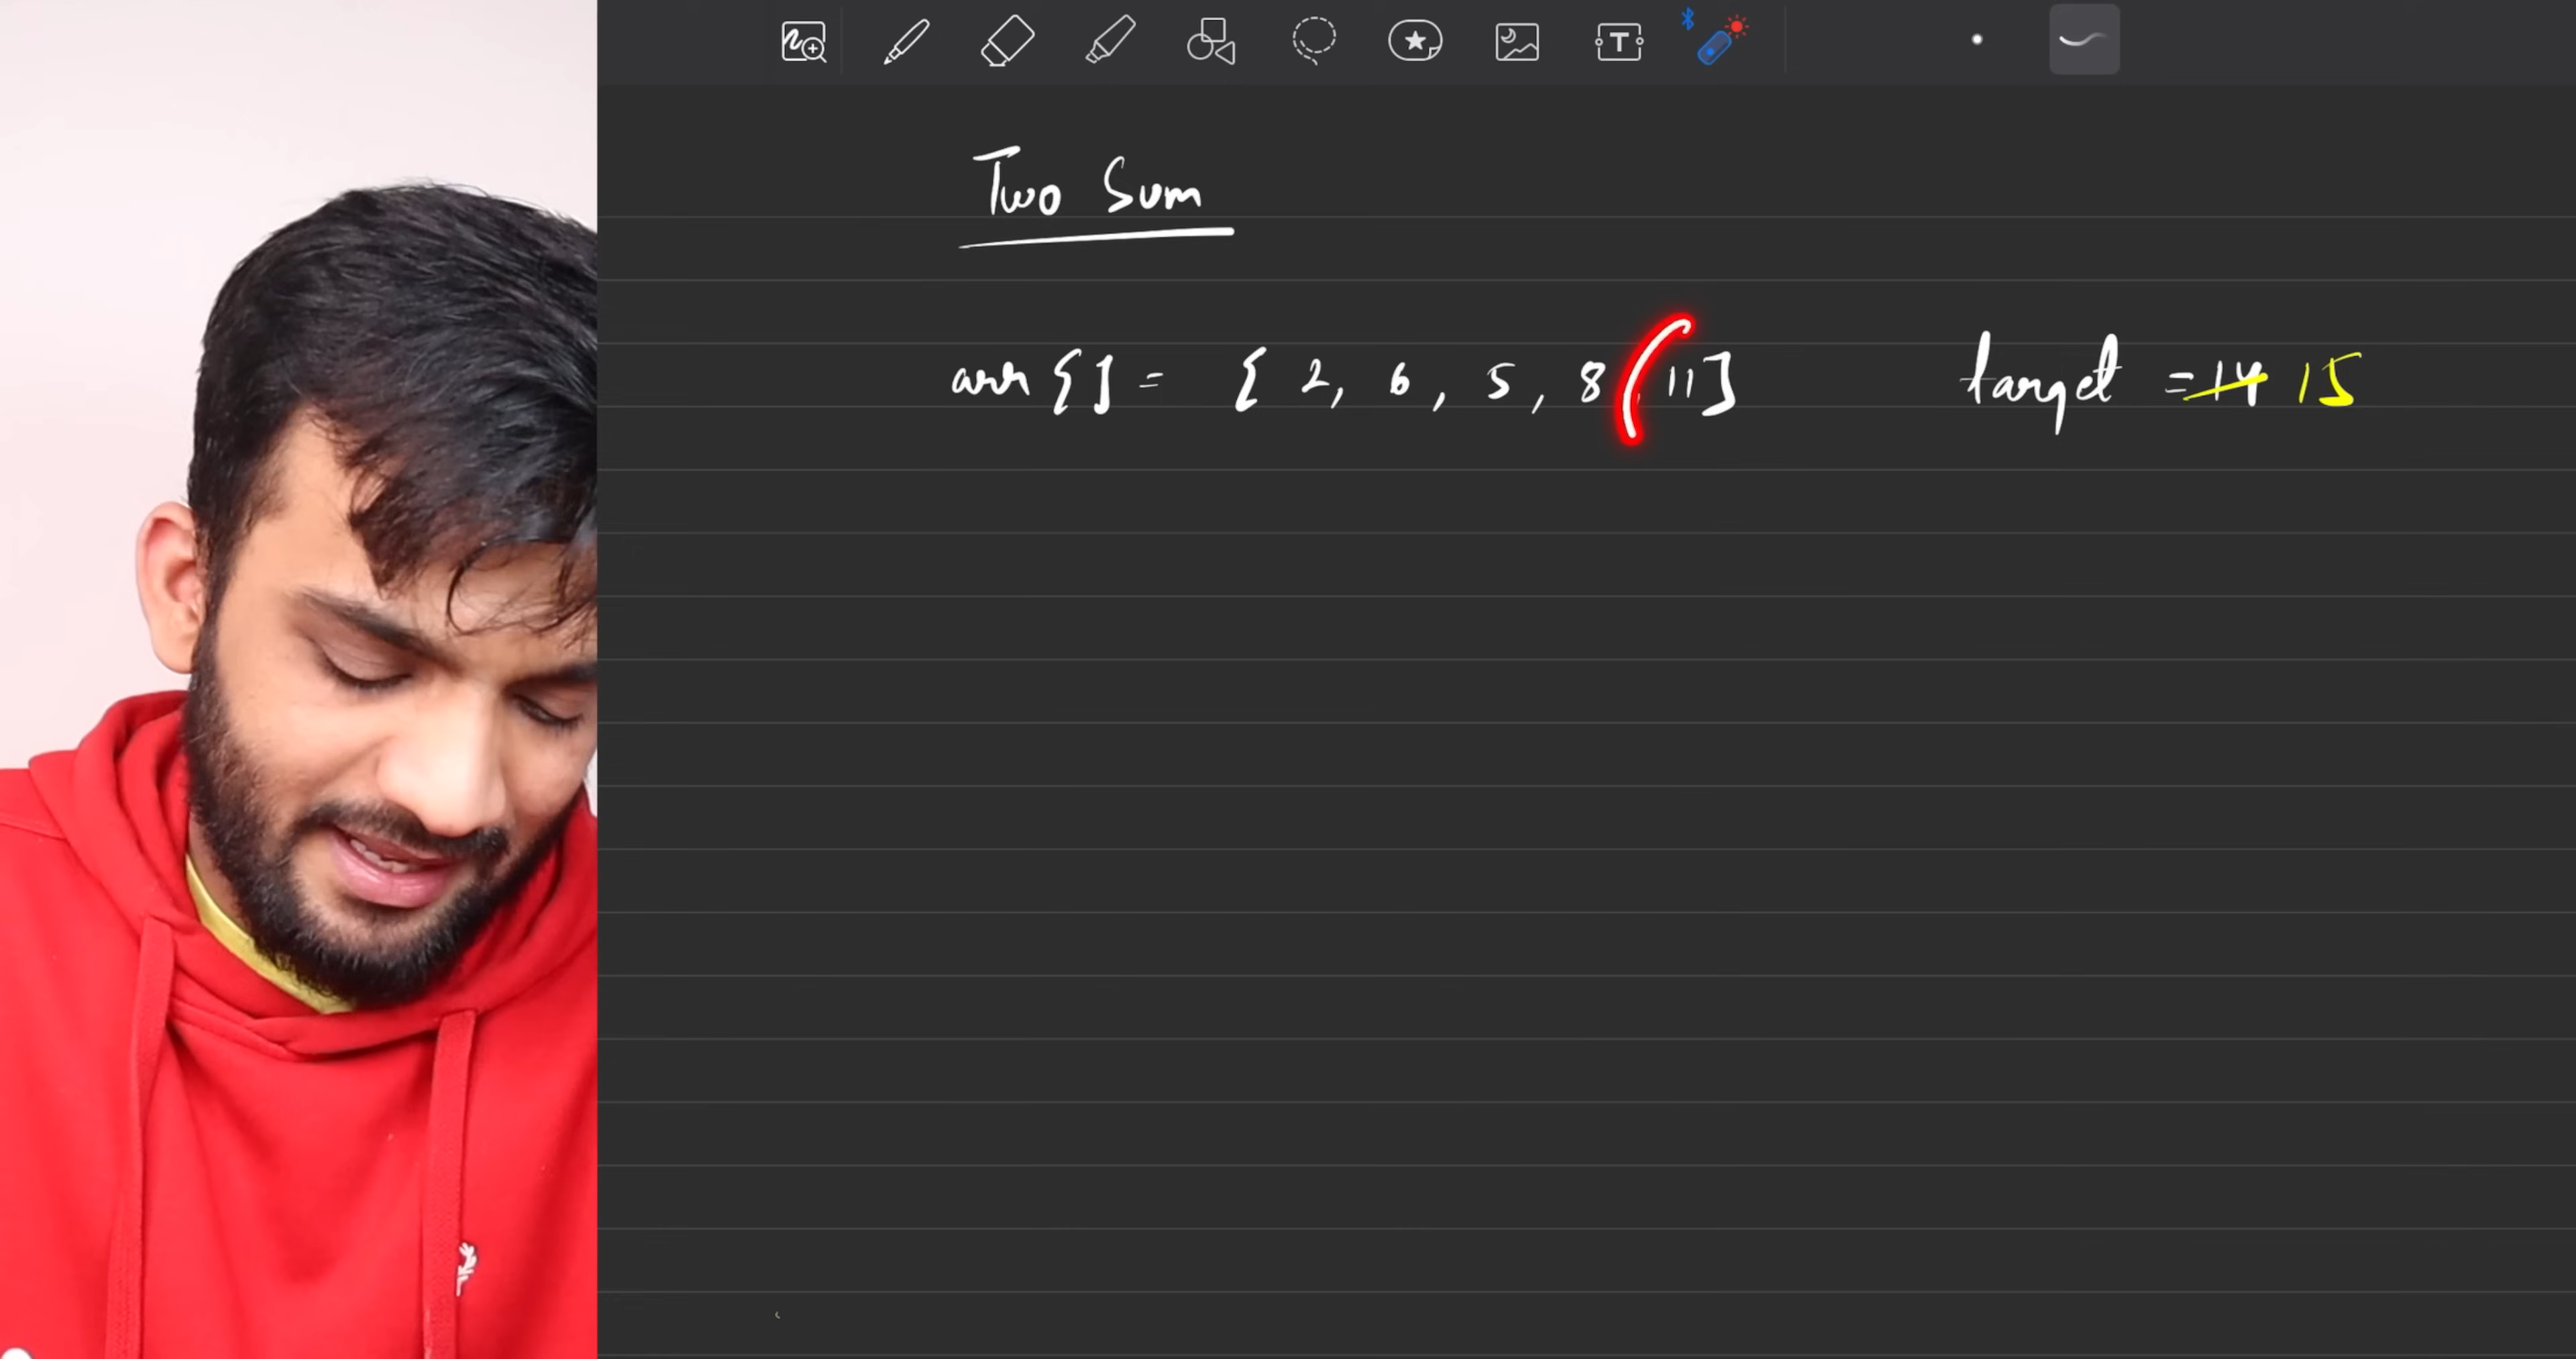 Two Sum
arr {] = { 2, 6, 5, 8 11] target = 14 15